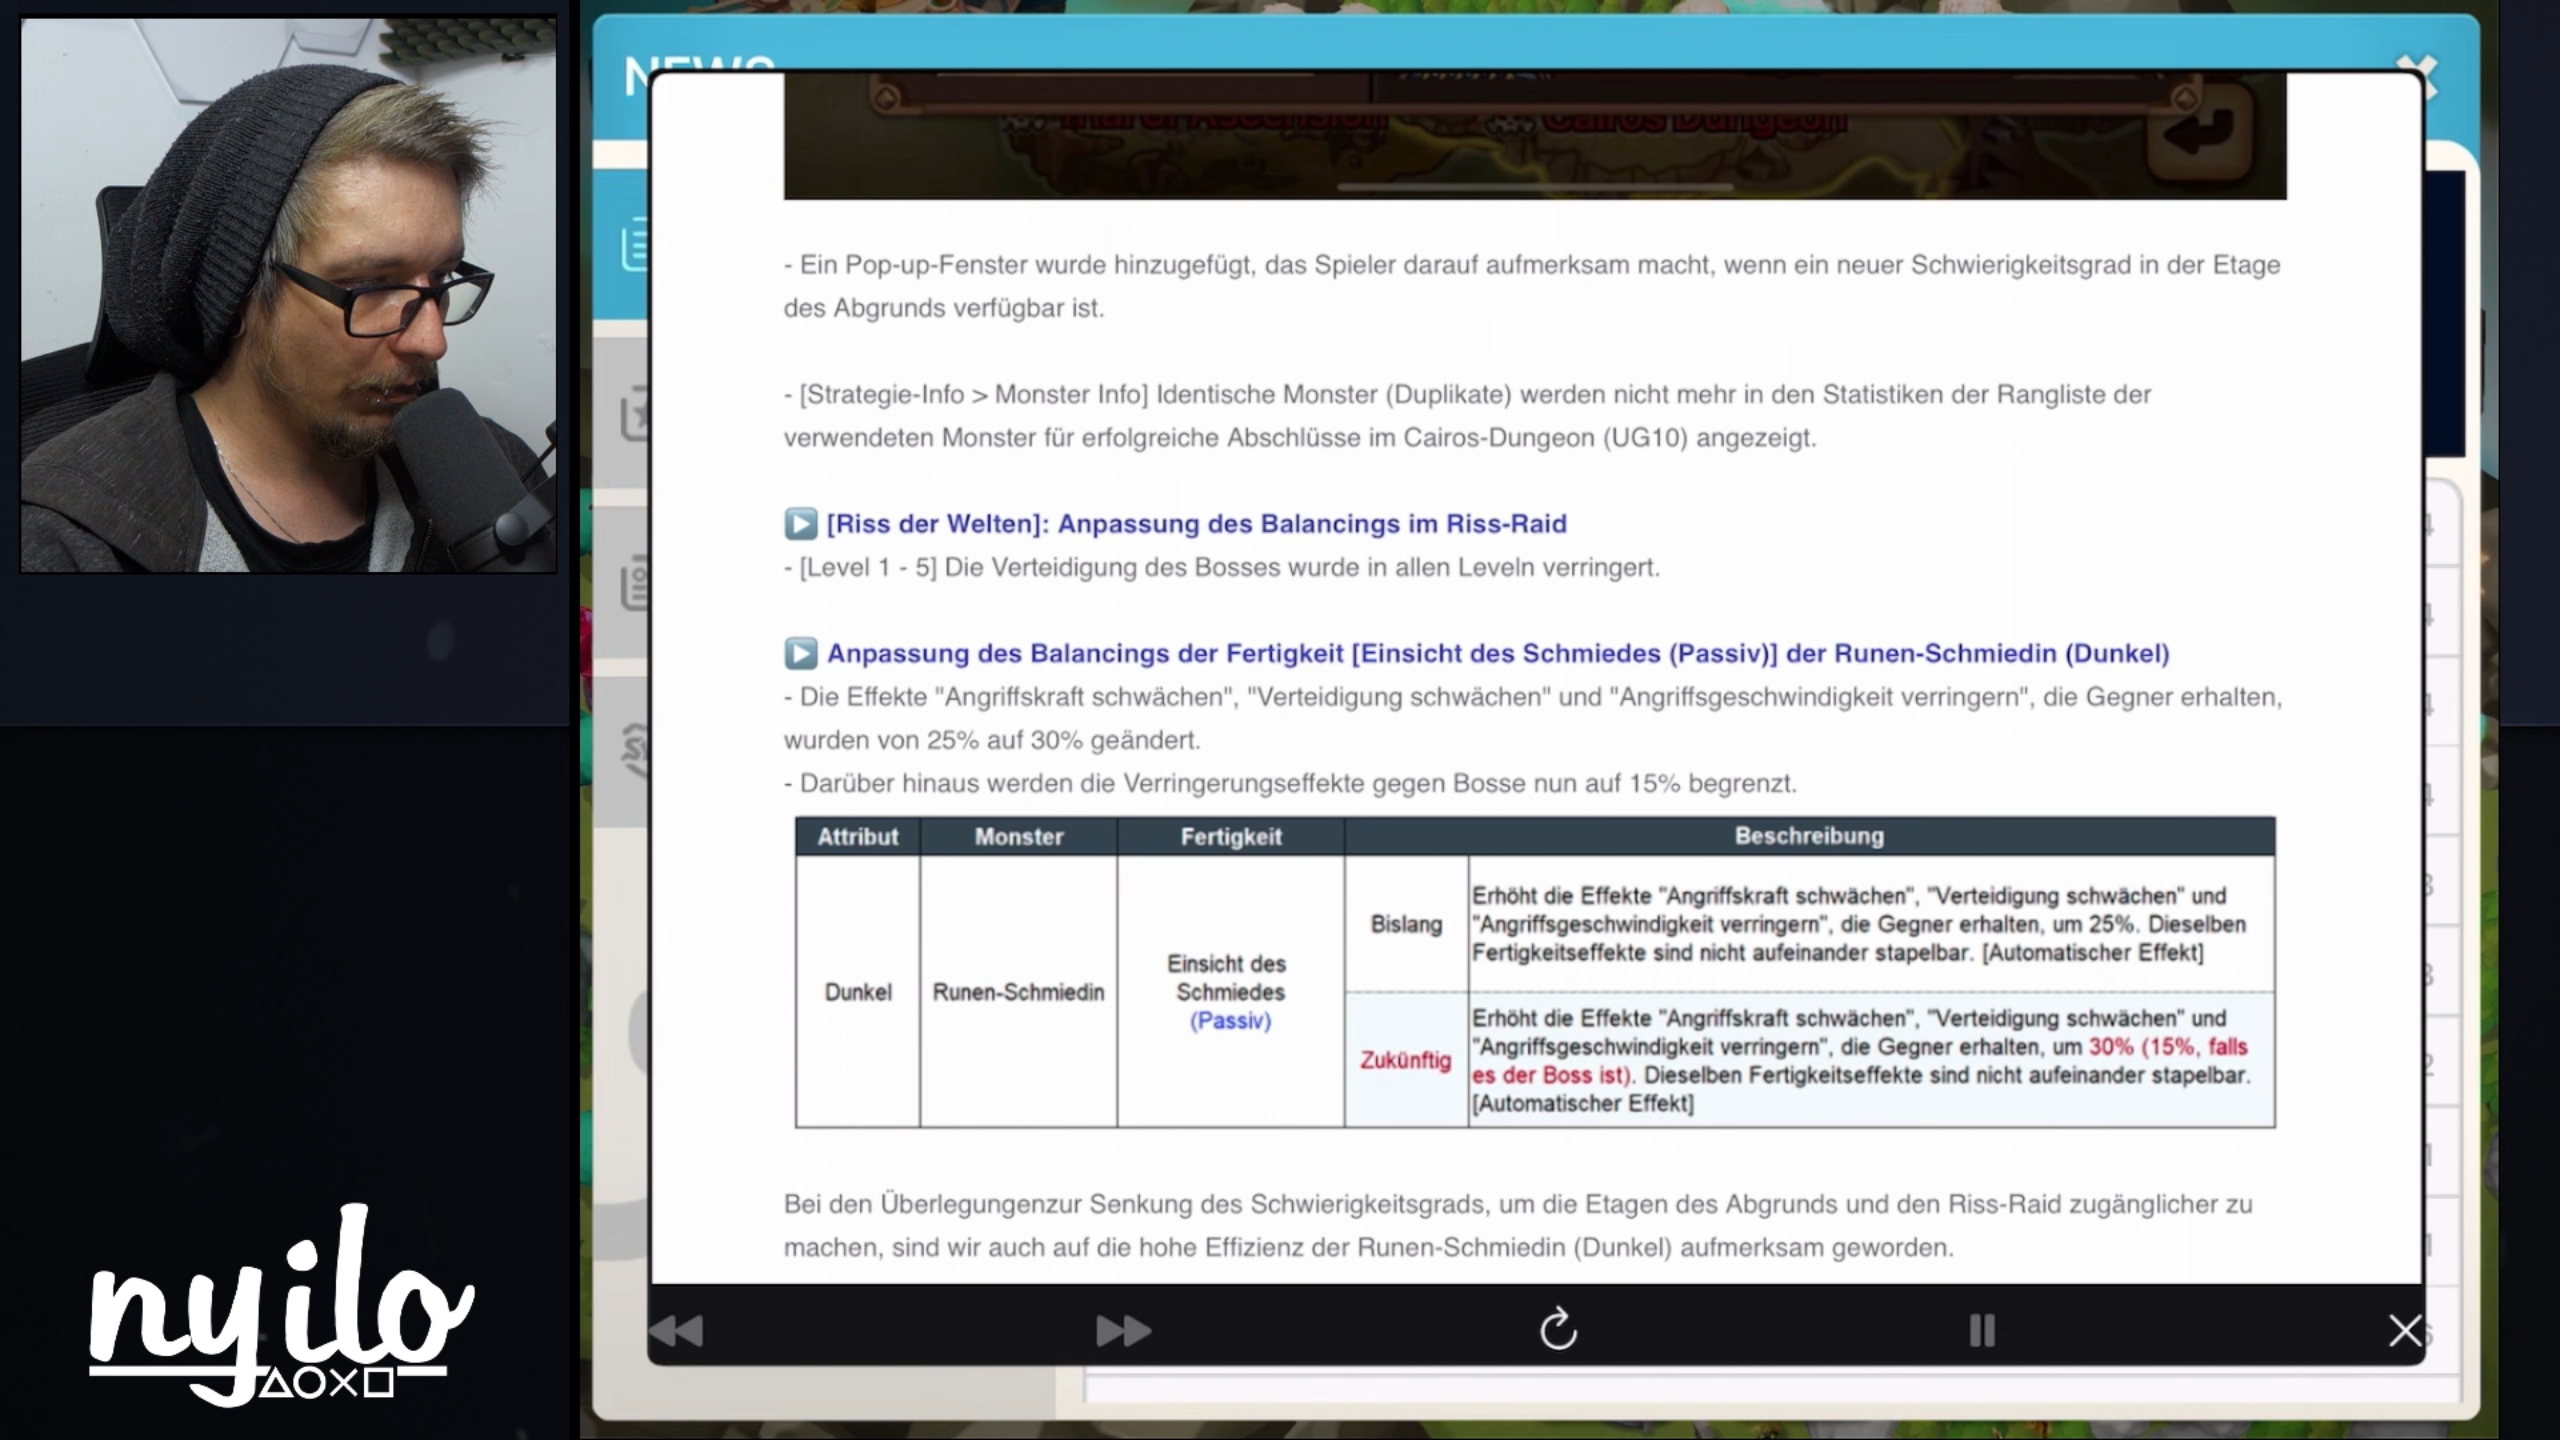 NEWS
Trial of Ascension
Cairos Dungeon
- Ein Pop-up-Fenster wurde hinzugefügt, das Spieler darauf aufmerksam macht, wenn ein neuer Schwierigkeitsgrad in der Etage
des Abgrunds verfügbar ist.
- [Strategie-Info > Monster Info] Identische Monster (Duplikate) werden nicht mehr in den Statistiken der Rangliste der
verwendeten Monster für erfolgreiche Abschlüsse im Cairos-Dungeon (UG10) angezeigt.
[Riss der Welten]: Anpassung des Balancings im Riss-Raid
- [Level 1 - 5] Die Verteidigung des Bosses wurde in allen Leveln verringert.
Anpassung des Balancings der Fertigkeit [Einsicht des Schmiedes (Passiv)] der Runen-Schmiedin (Dunkel)
- Die Effekte "Angriffskraft schwächen", "Verteidigung schwächen" und "Angriffsgeschwindigkeit verringern", die Gegner erhalten,
wurden von 25% auf 30% geändert.
- Darüber hinaus werden die Verringerungseffekte gegen Bosse nun auf 15% begrenzt.
Attribut Monster Fertigkeit Beschreibung
Dunkel
Runen-Schmiedin
Einsicht des
Schmiedes
(Passiv)
Bislang
Erhöht die Effekte "Angriffskraft schwächen", "Verteidigung schwächen" und
"Angriffsgeschwindigkeit verringern", die Gegner erhalten, um 25%. Dieselben
Fertigkeitseffekte sind nicht aufeinander stapelbar. [Automatischer Effekt]
Zukünftig
Erhöht die Effekte "Angriffskraft schwächen", "Verteidigung schwächen" und
"Angriffsgeschwindigkeit verringern", die Gegner erhalten, um 30% (15%, falls
es der Boss ist). Dieselben Fertigkeitseffekte sind nicht aufeinander stapelbar.
[Automatischer Effekt]
Bei den Überlegungenzur Senkung des Schwierigkeitsgrads, um die Etagen des Abgrunds und den Riss-Raid zugänglicher zu
machen, sind wir auch auf die hohe Effizienz der Runen-Schmiedin (Dunkel) aufmerksam geworden.
nyilo